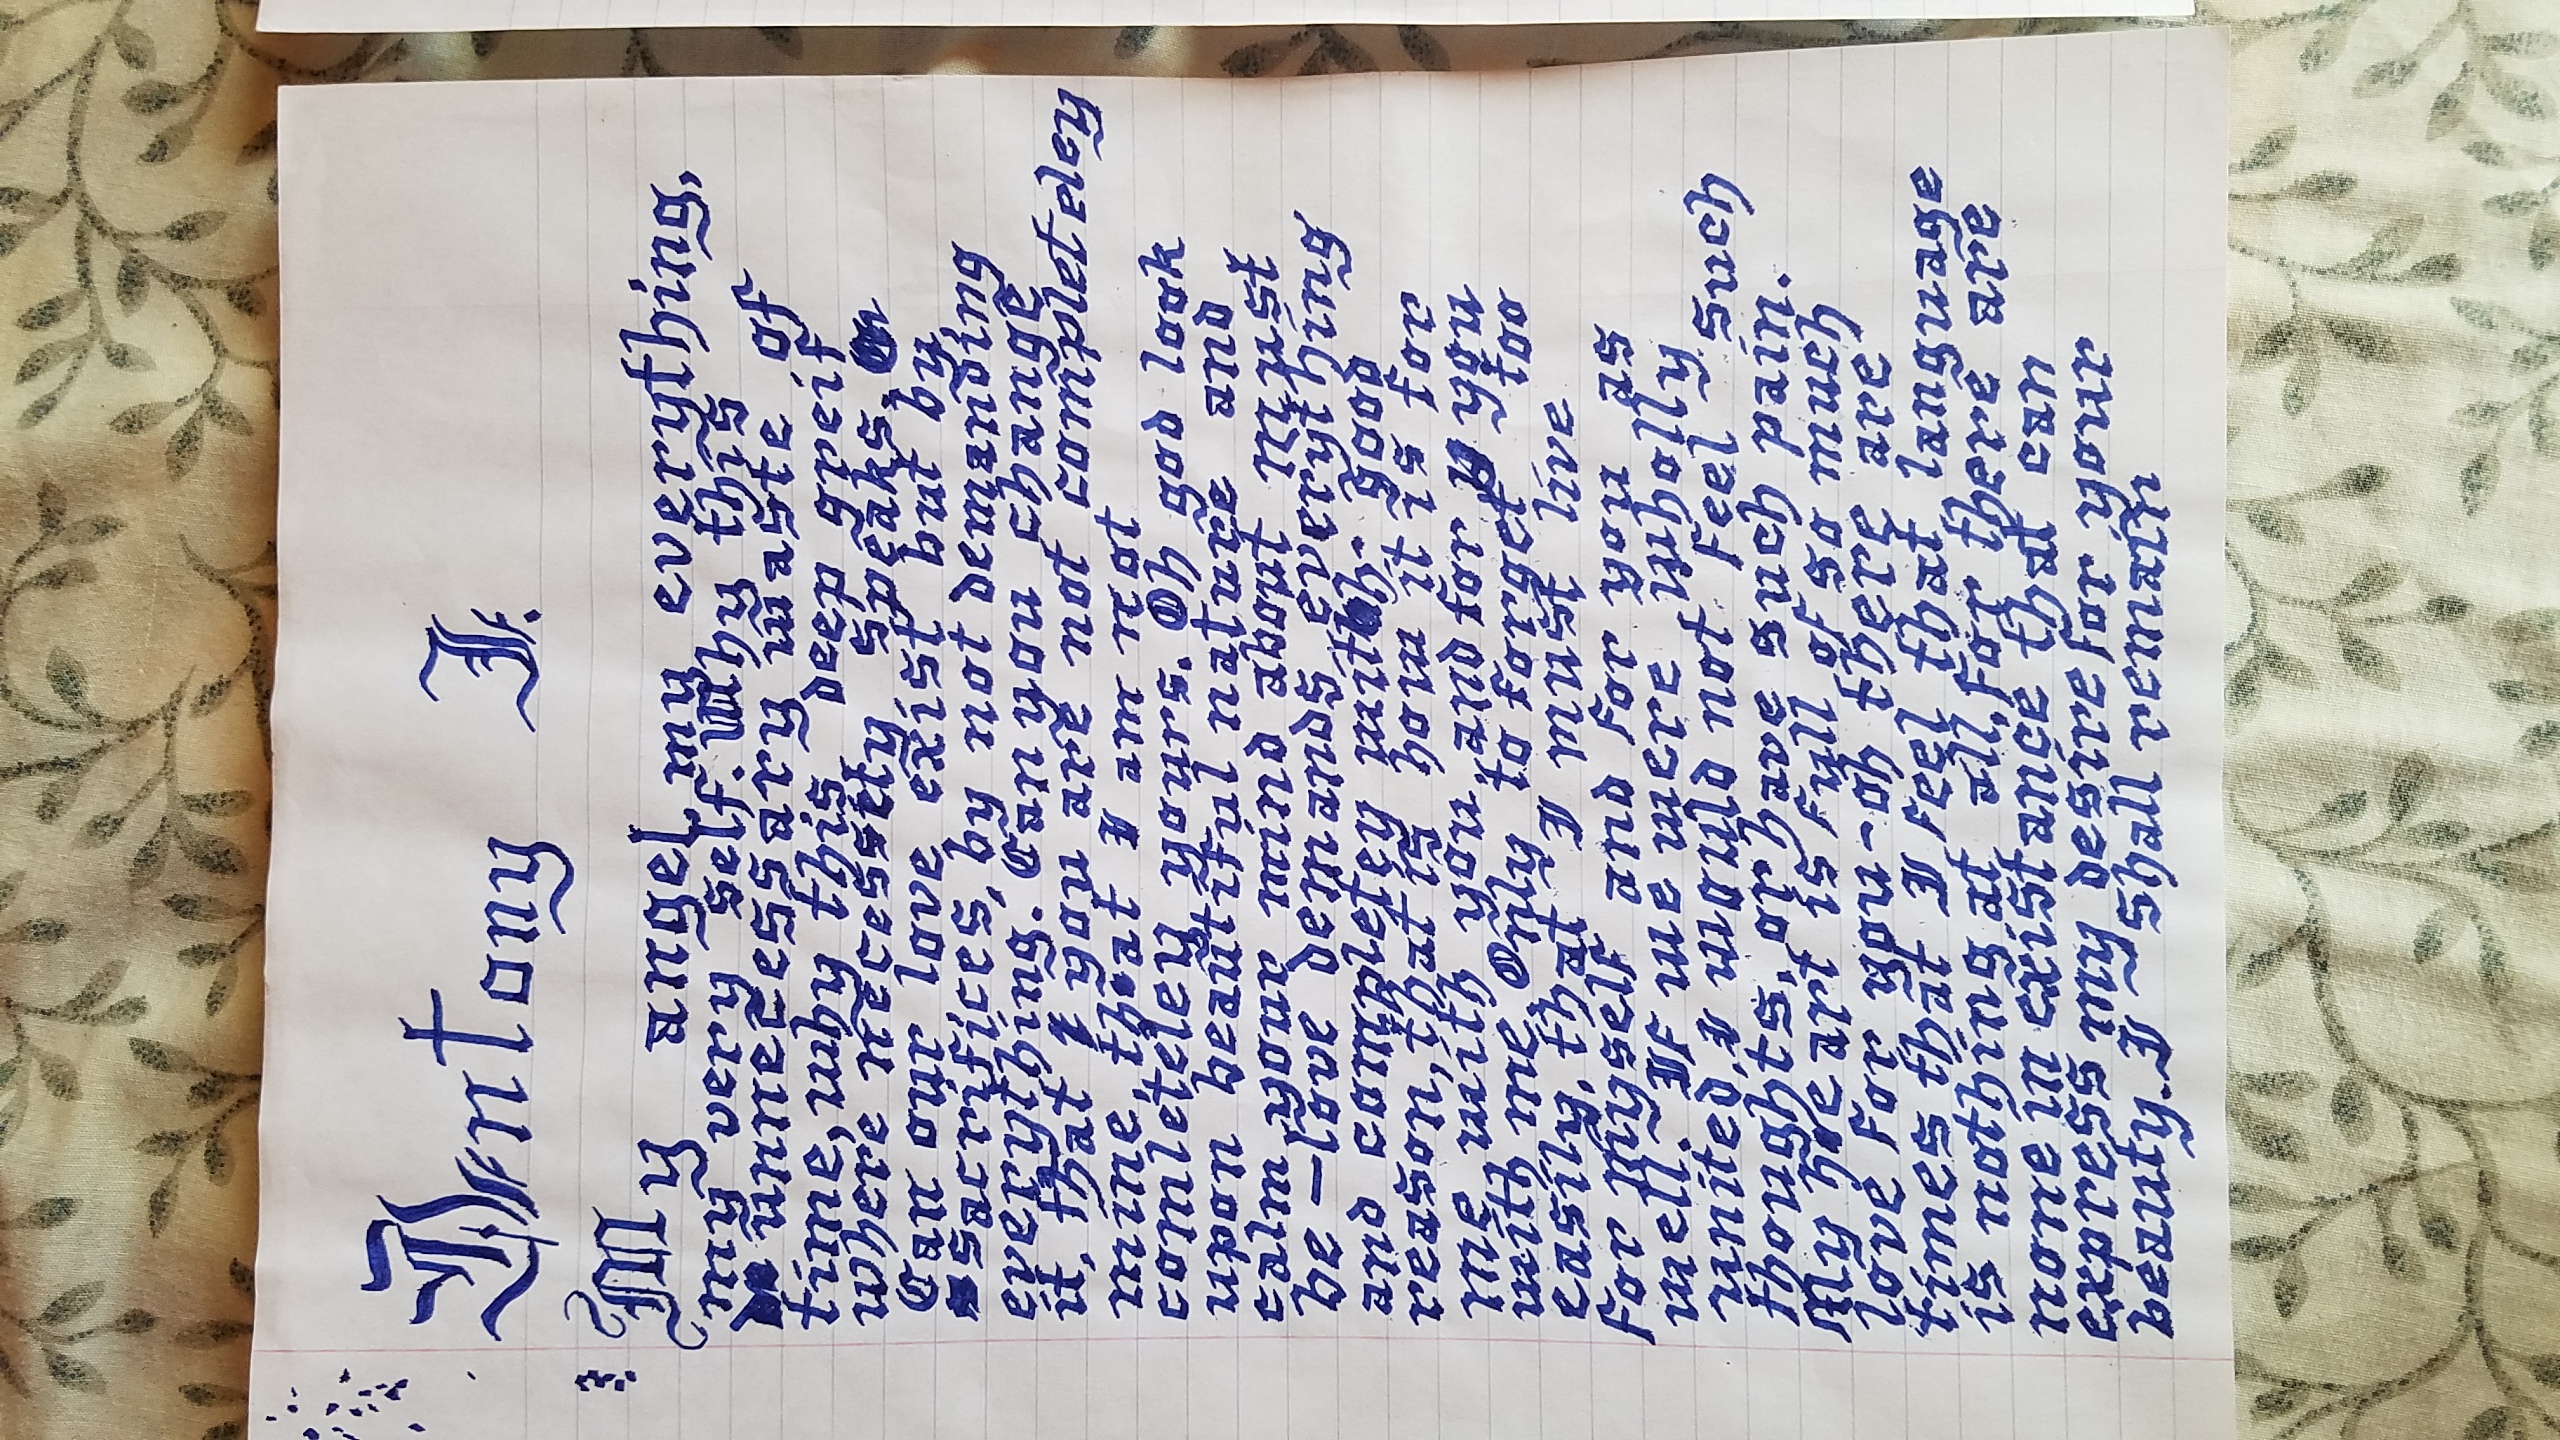 Antony J.
My angel, my everything,
my very self. Why this
unnecessary waste of
time, why this deep greif
where necessity speaks.
Can our love exist but by
sacrifices, by not demanding
everything. Can you change
it, that you are not completeley
mine, that I am not
comleteley yours. Oh god look
upon beautiful nature and
calm your mind about must
be - love demands everything
and completey with good
reason, that is how it is for
me with you, and for you
with me. Only to forget too
easily, that I must live
for myself and for you as
well. If we were wholly
united, I would not feel such
thoughts, or have such pain.
My heart is full of so much
love for you - oh there are
times that I feel that language
is nothing at all, for there are
none in existance that can
express my desire for your
beauty. I shall remain